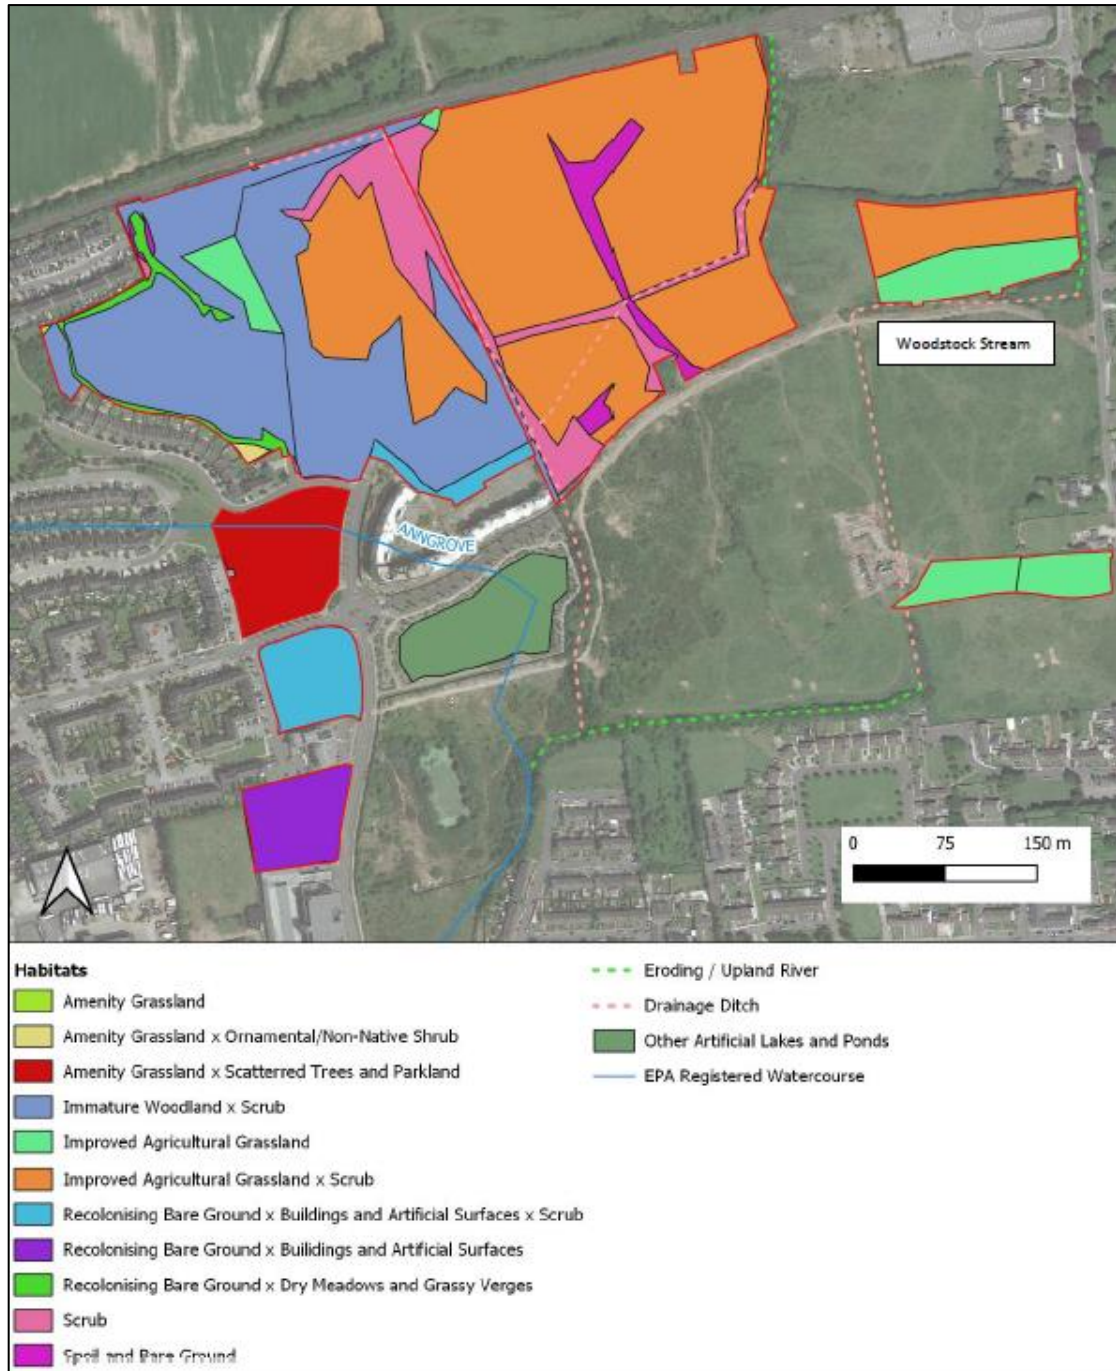 ANNGROVE
Woodstock Stream
0 75 150 m
Habitats
Amenity Grassland
Amenity Grassland x Ornamental/Non-Native Shrub
Amenity Grassland x Scatterred Trees and Parkland
Immature Woodland x Scrub
Improved Agricultural Grassland
Improved Agricultural Grassland x Scrub
Recolonising Bare Ground x Buildings and Artificial Surfaces x Scrub
Recolonising Bare Ground x Builidings and Artificial Surfaces
Recolonising Bare Ground x Dry Meadows and Grassy Verges
Scrub
Spoil and Bare Ground
Eroding / Upland River
Drainage Ditch
Other Artificial Lakes and Ponds
EPA Registered Watercourse